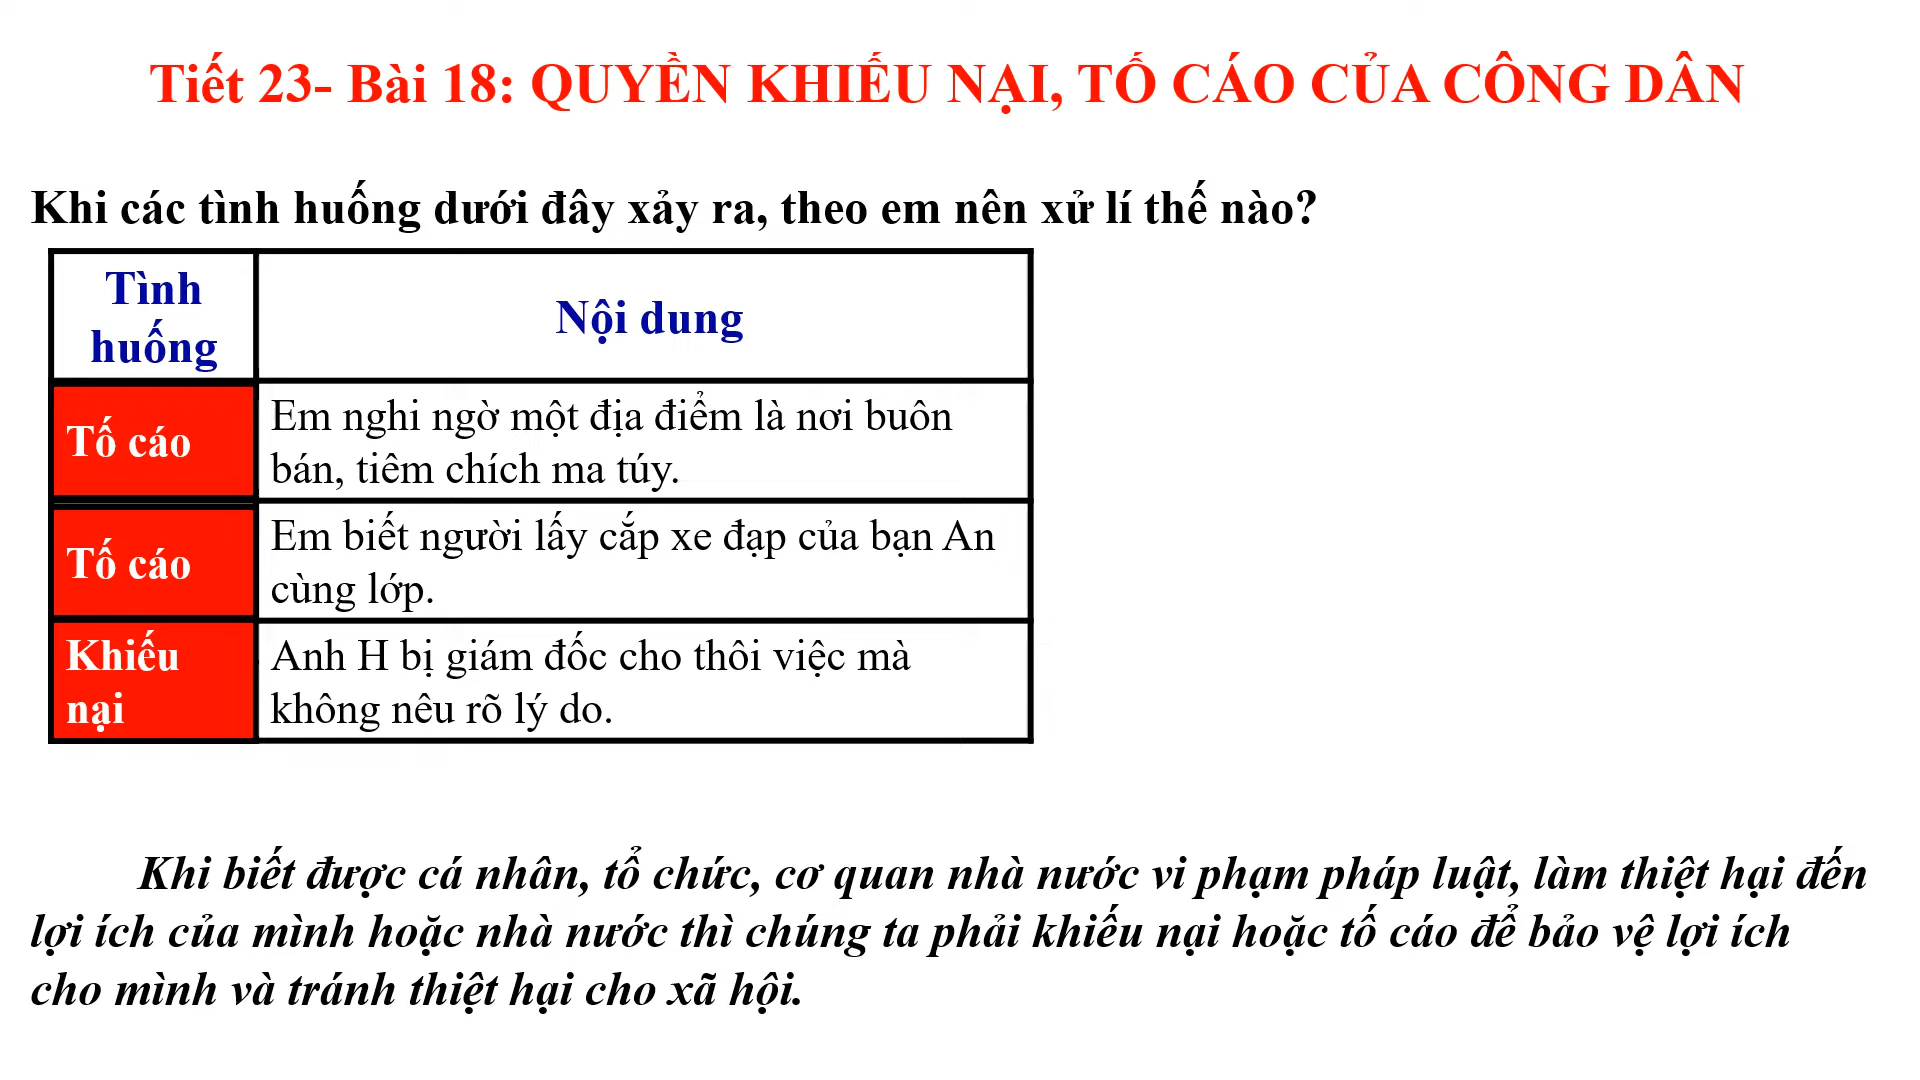 Tiết 23- Bài 18: QUYỀN KHIẾU NẠI, TỐ CÁO CỦA CÔNG DÂN
Khi các tình huống dưới đây xảy ra, theo em nên xử lí thế nào?
Tình
huống
Nội dung
Tố cáo
Em nghi ngờ một địa điểm là nơi buôn
bán, tiêm chích ma túy.
Tố cáo
Em biết người lấy cắp xe đạp của bạn An
cùng lớp.
Khiếu
nại
Anh H bị giám đốc cho thôi việc mà
không nêu rõ lý do.
Khi biết được cá nhân, tổ chức, cơ quan nhà nước vi phạm pháp luật, làm thiệt hại đến
lợi ích của mình hoặc nhà nước thì chúng ta phải khiếu nại hoặc tố cáo để bảo vệ lợi ích
cho mình và tránh thiệt hại cho xã hội.